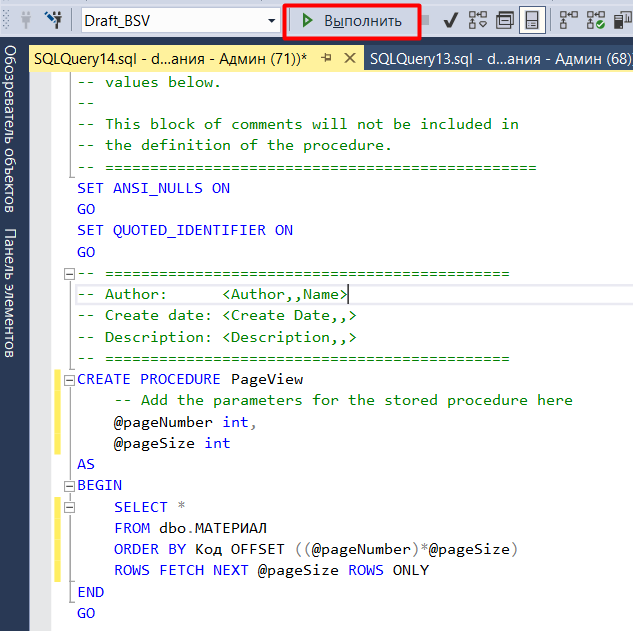 Draft_BSV
Выполнить
Обозреватель объектов
Панель элементов
SQLQuery14.sql - d...ания - Админ (71))*
SQLQuery13.sql - d...ания - Админ (68)
-- values below.
--
-- This block of comments will not be included in
-- the definition of the procedure.
-- ================================================
SET ANSI_NULLS ON
GO
SET QUOTED_IDENTIFIER ON
GO
-- =============================================
-- Author:      <Author,,Name>
-- Create date: <Create Date,,>
-- Description: <Description,,>
-- =============================================
CREATE PROCEDURE PageView
    -- Add the parameters for the stored procedure here
    @pageNumber int,
    @pageSize int
AS
BEGIN
    SELECT *
    FROM dbo.МАТЕРИАЛ
    ORDER BY Код OFFSET ((@pageNumber)*@pageSize)
    ROWS FETCH NEXT @pageSize ROWS ONLY
END
GO